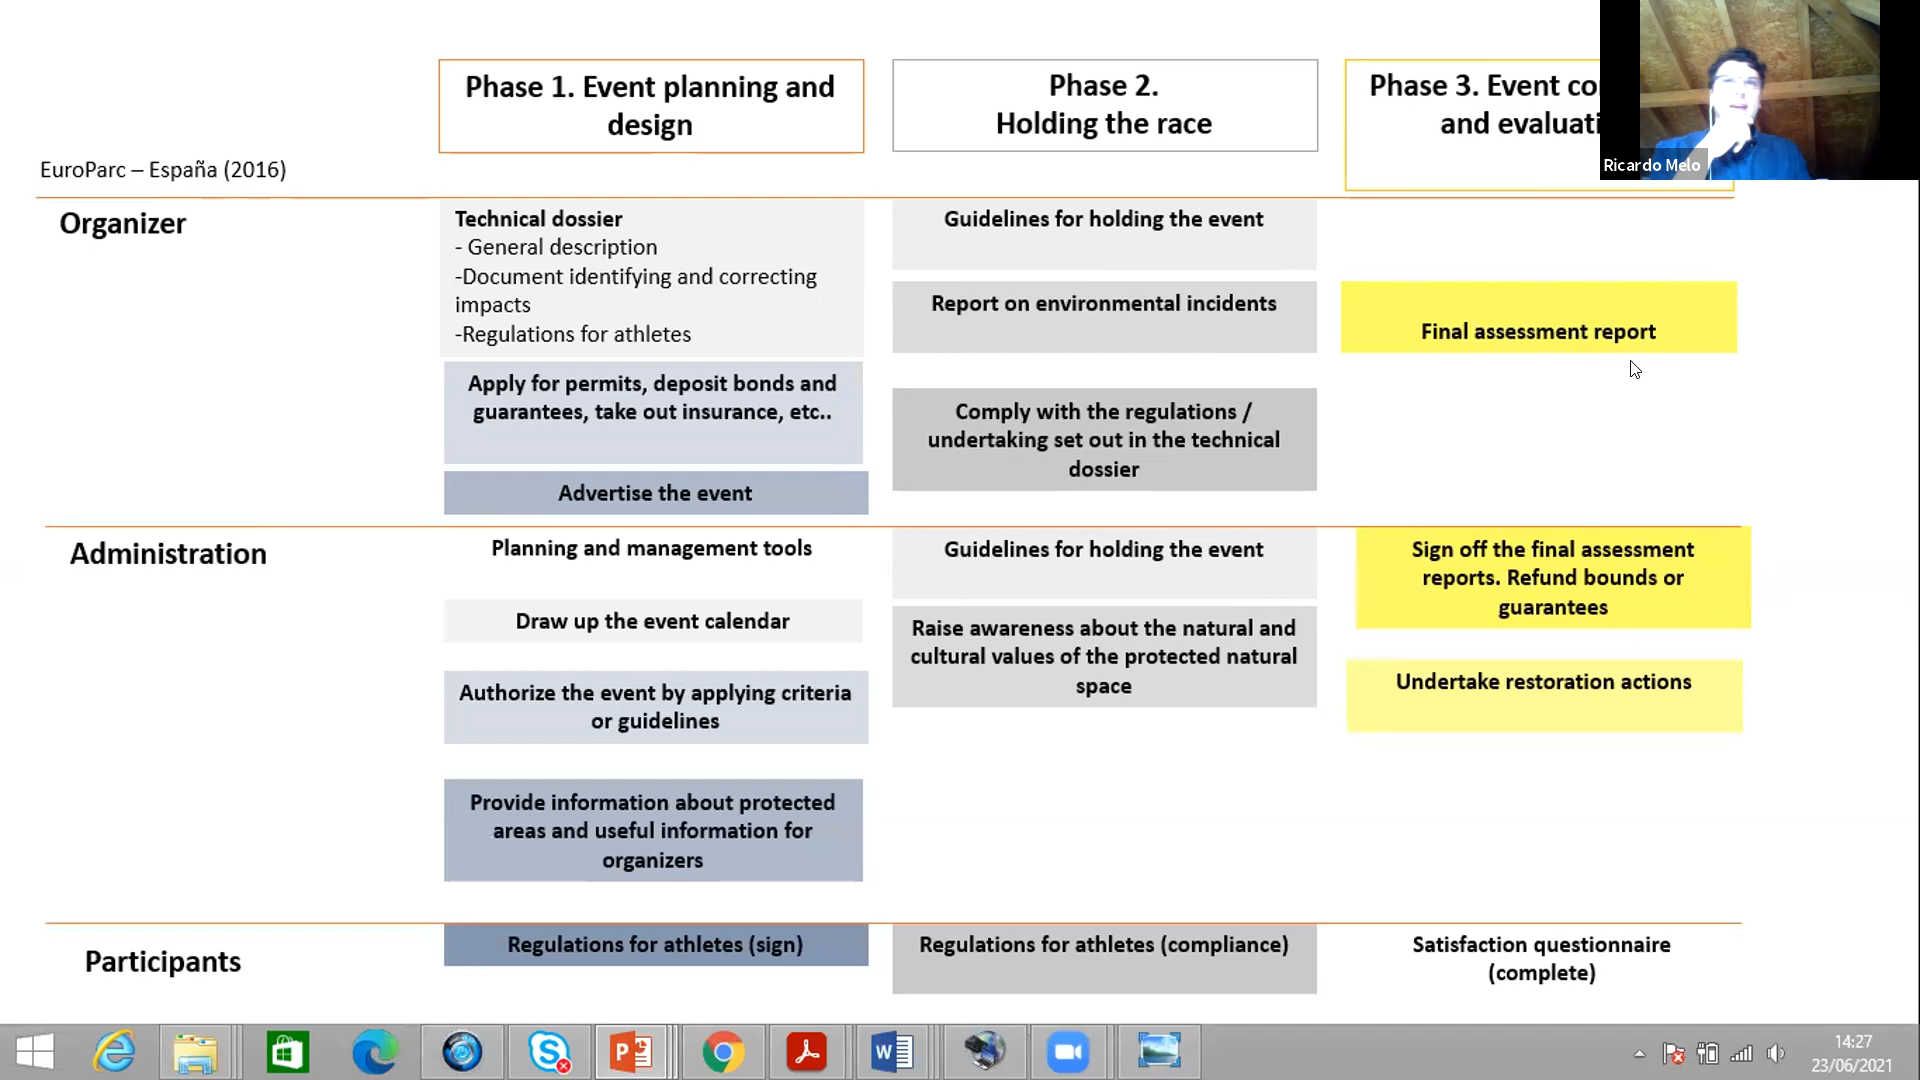 Phase 1. Event planning and
design
Phase 2.
Holding the race
Phase 3. Event
and
Ricardo Melo
EuroParc – España (2016)
Organizer
Technical dossier
- General description
-Document identifying and correcting
impacts
-Regulations for athletes
Apply for permits, deposit bonds and
guarantees, take out insurance, etc..
Advertise the event
Guidelines for holding the event
Report on environmental incidents
Comply with the regulations /
undertaking set out in the technical
dossier
Final assessment report
Administration
Planning and management tools
Draw up the event calendar
Authorize the event by applying criteria
or guidelines
Provide information about protected
areas and useful information for
organizers
Guidelines for holding the event
Raise awareness about the natural and
cultural values of the protected natural
space
Sign off the final assessment
reports. Refund bounds or
guarantees
Undertake restoration actions
Participants
Regulations for athletes (sign)
Regulations for athletes (compliance)
Satisfaction questionnaire
(complete)
14:27
23/06/2021